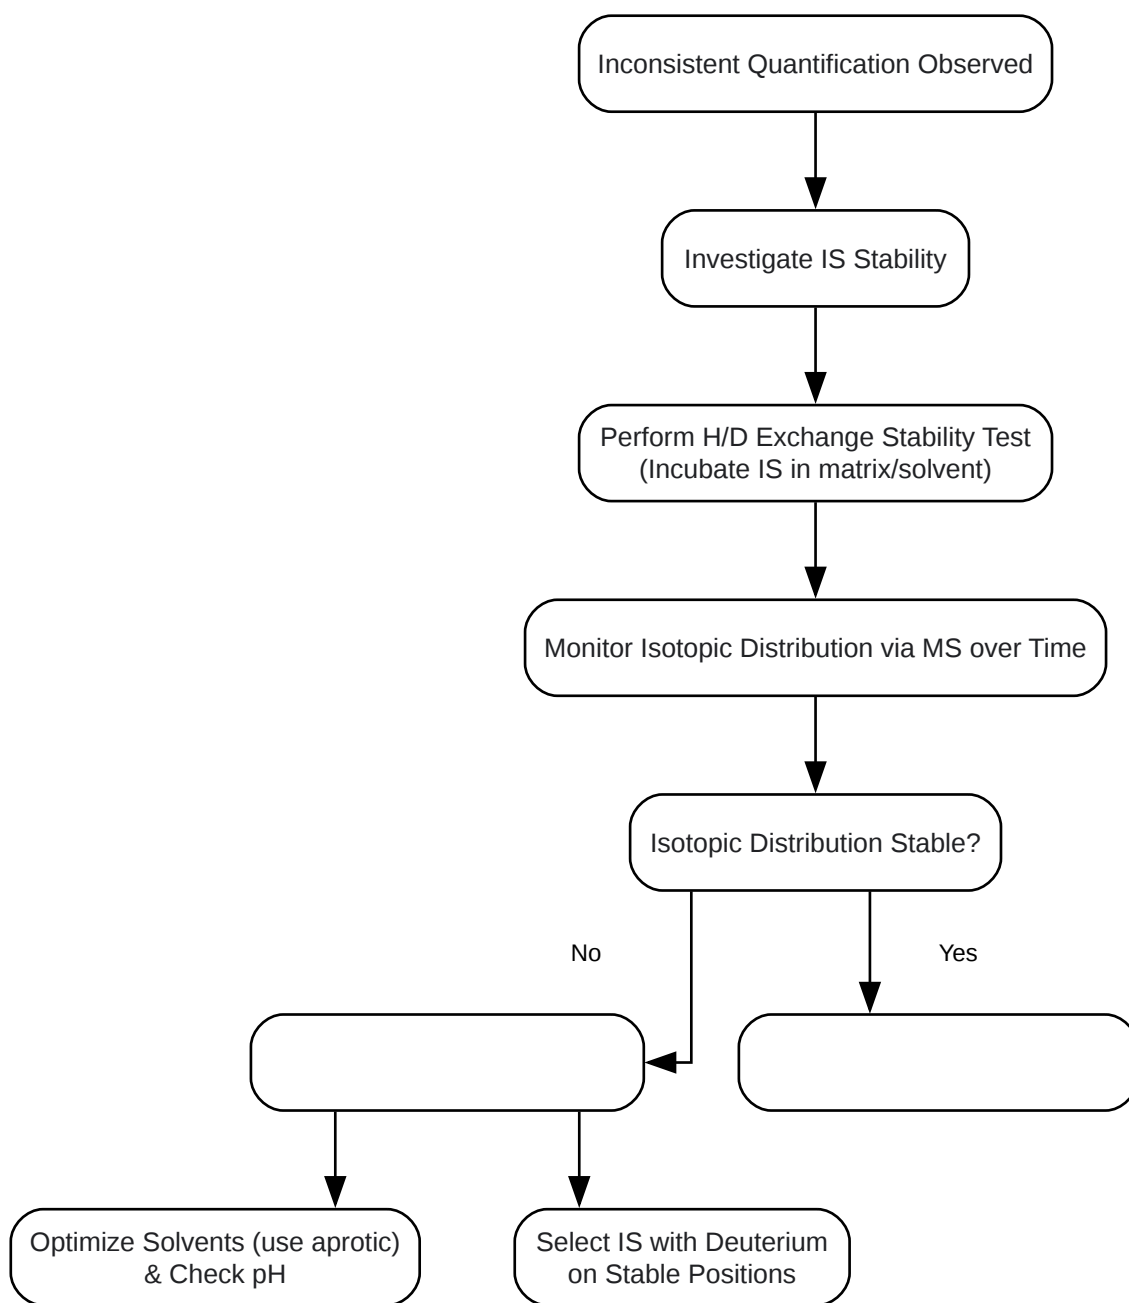 Inconsistent Quantification Observed
Investigate IS Stability
Perform H/D Exchange Stability Test
(Incubate IS in matrix/solvent)
Monitor Isotopic Distribution via MS over Time
Isotopic Distribution Stable?
No
Yes
Optimize Solvents (use aprotic)
& Check pH
Select IS with Deuterium
on Stable Positions